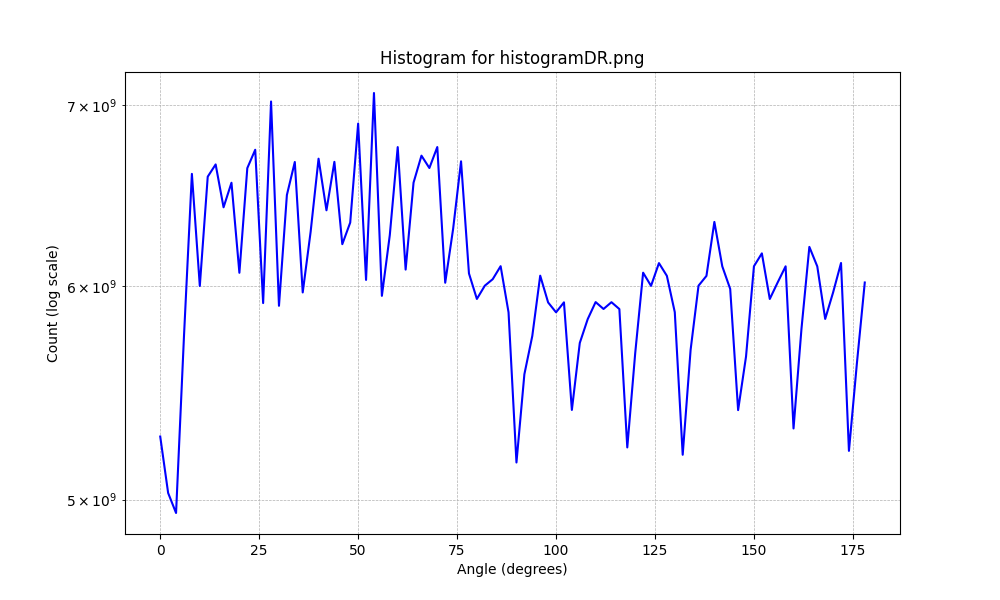 Histogram for histogramDR.png
7 × 10⁹
6 × 10⁹
5 × 10⁹
Count (log scale)
0 25 50 75 100 125 150 175
Angle (degrees)